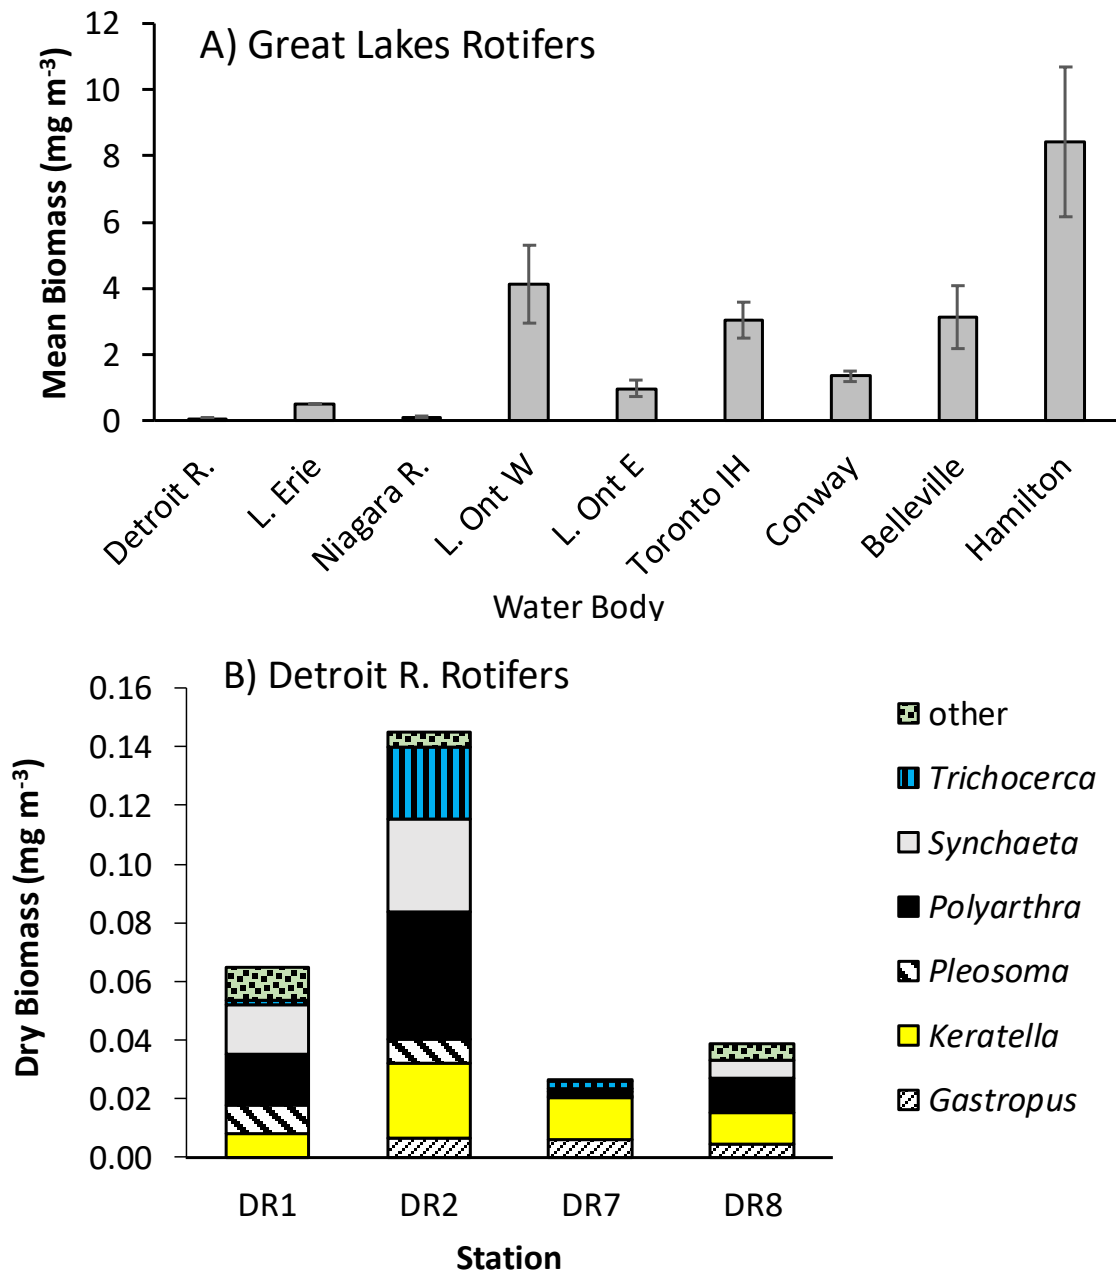 A) Great Lakes Rotifers
Mean Biomass (mg m-3)
12
10
8
6
4
2
0
Detroit R.
L. Erie
Niagara R.
L. Ont W
L. Ont E
Toronto IH
Conway
Belleville
Hamilton
Water Body
B) Detroit R. Rotifers
Dry Biomass (mg m-3)
0.16
0.14
0.12
0.10
0.08
0.06
0.04
0.02
0.00
DR1
DR2
DR7
DR8
Station
other
Trichocerca
Synchaeta
Polyarthra
Pleosoma
Keratella
Gastropus